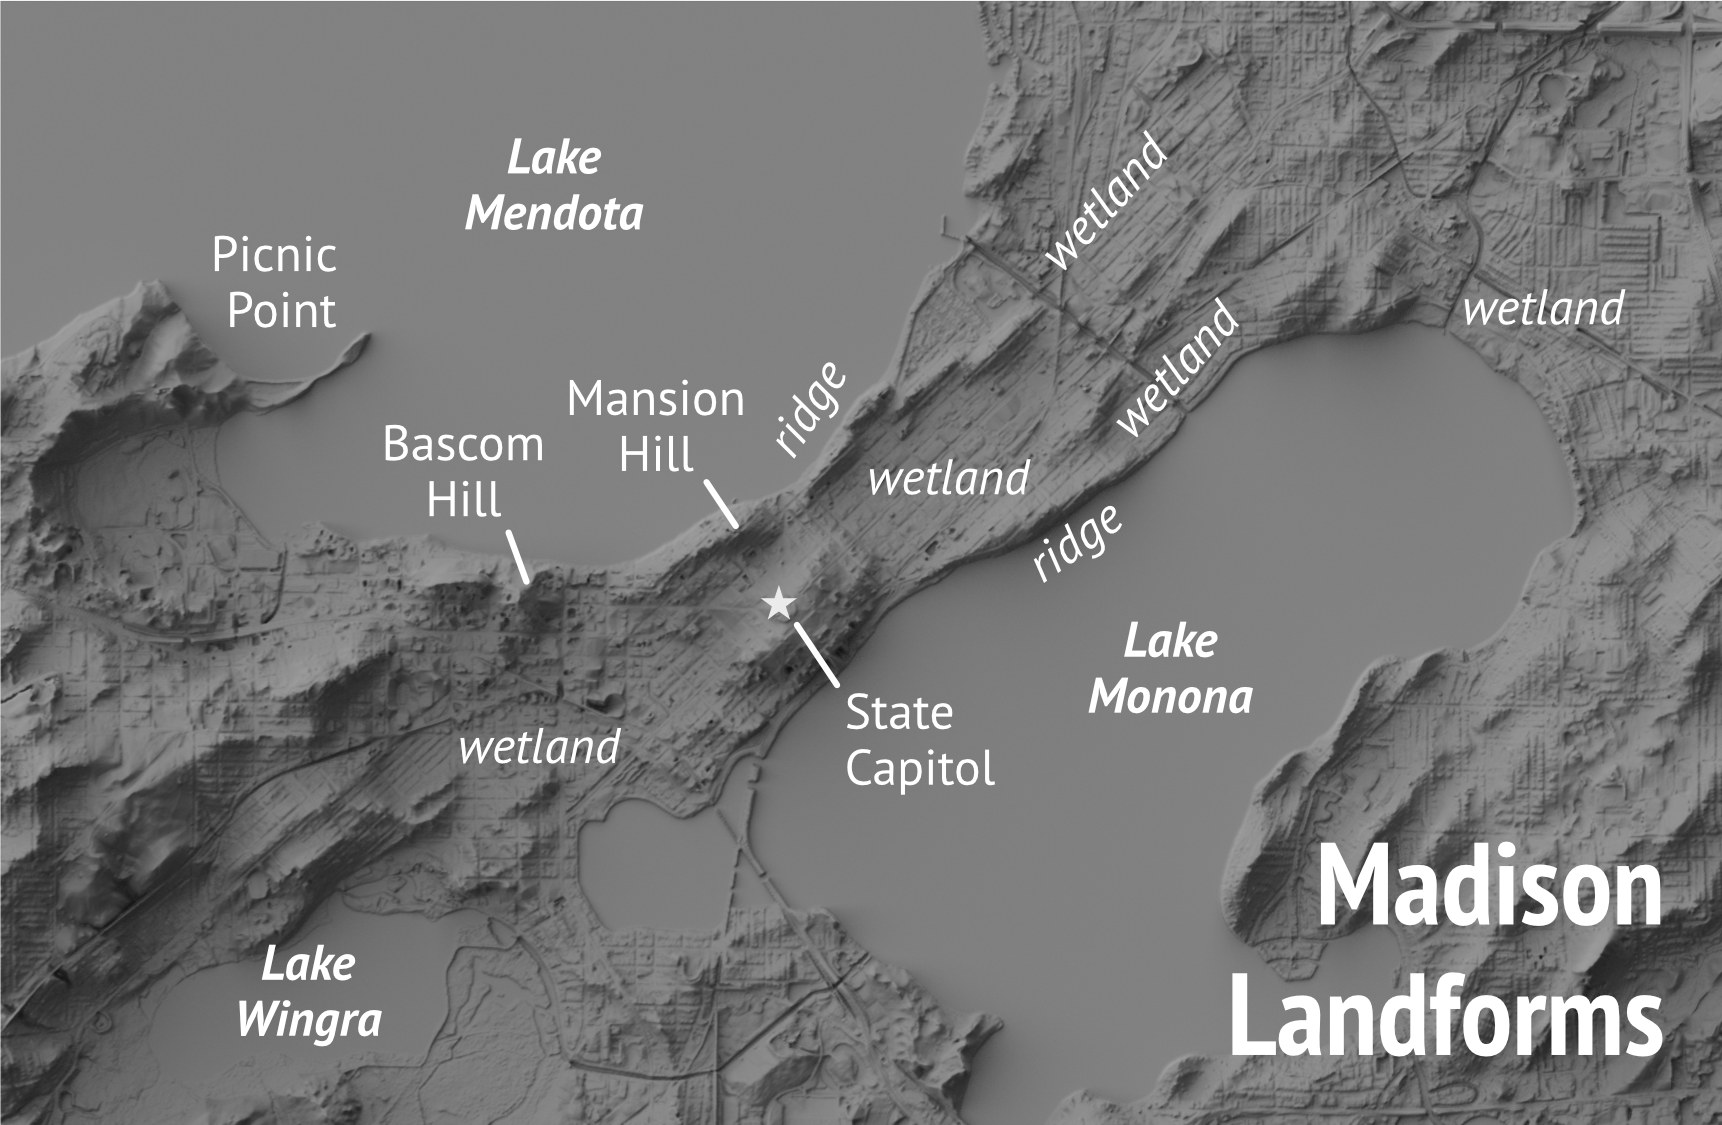 Lake
Mendota
wetland
Picnic
Point
wetland
wetland
Mansion
Hill
ridge
Bascom
Hill
wetland
ridge
Lake
Monona
State
Capitol
wetland
Madison
Landforms
Lake
Wingra